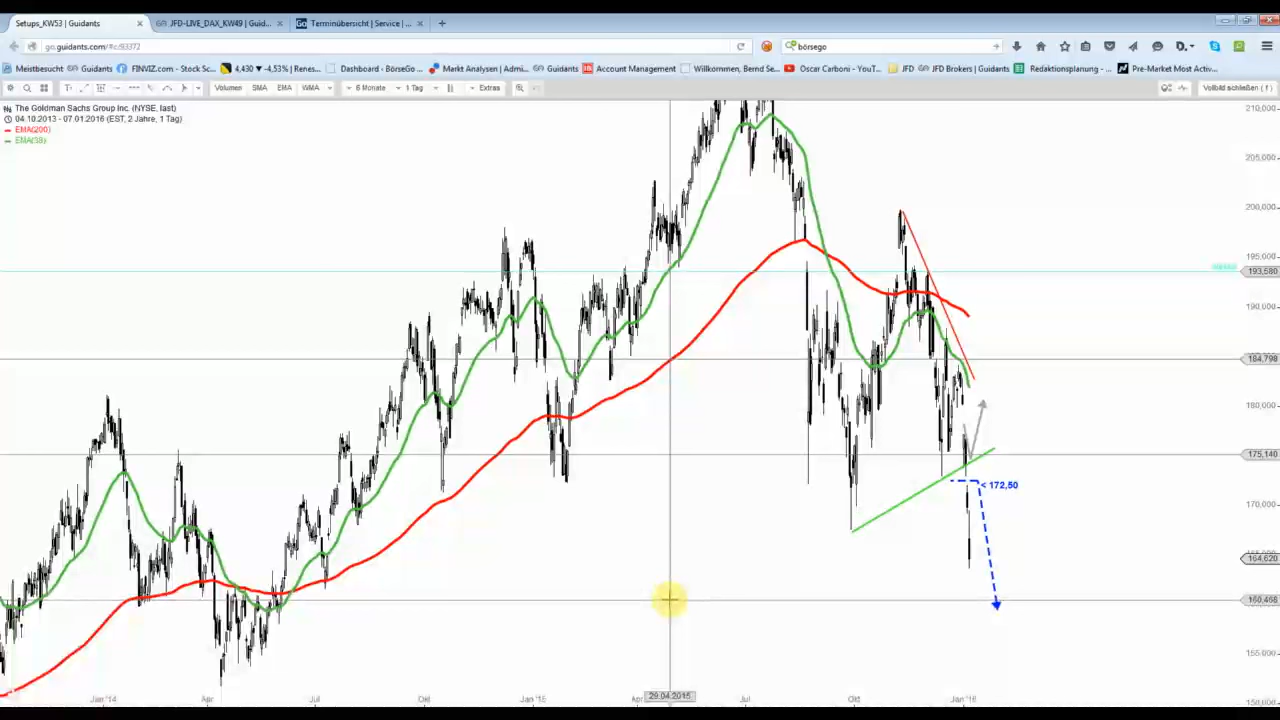 Setups_KW53 | Guidants
JFD-LIVE_DAX_KW49 | Guid...
Terminübersicht | Service | ...
go.guidants.com/#c/93372
börsego
Meistbesucht
Guidants
FINVIZ.com - Stock Sc...
4,430 ▼ -4,53% | Renes...
Dashboard - BörseGo ...
Markt Analysen | Admi...
Guidants
Account Management
Willkommen, Bernd Se...
Oscar Carboni - YouT...
JFD
JFD Brokers | Guidants
Redaktionsplanung - ...
Pre-Market Most Activ...
Volumen
SMA
EMA
WMA
6 Monate
1 Tag
Extras
Vollbild schließen ( f )
The Goldman Sachs Group Inc. (NYSE, last)
04.10.2013 - 07.01.2016 (EST, 2 Jahre, 1 Tag)
EMA(200)
EMA(38)
210,000
205,000
200,000
195,000
193,580
190,000
184,798
180,000
175,140
< 172,50
170,000
164,620
160,466
155,000
150,000
Jan '14
Apr
Jul
Okt
Jan '15
Apr
29.04.2015
Jul
Okt
Jan '16